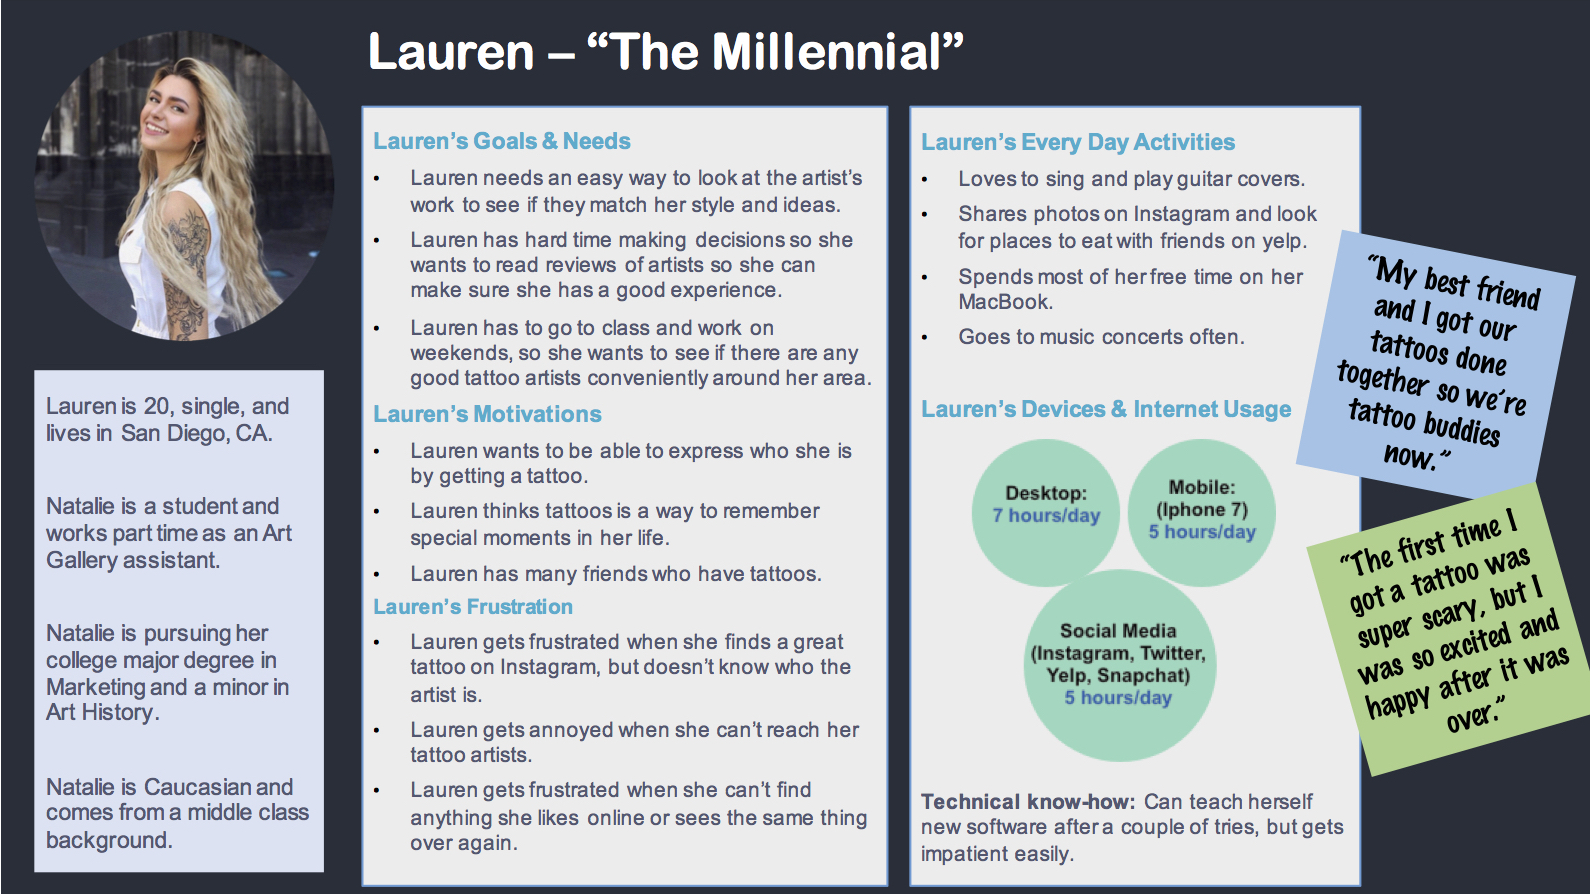 Lauren – “The Millennial”
Lauren is 20, single, and
lives in San Diego, CA.
Natalie is a student and
works part time as an Art
Gallery assistant.
Natalie is pursuing her
college major degree in
Marketing and a minor in
Art History.
Natalie is Caucasian and
comes from a middle class
background.
Lauren’s Goals & Needs
• Lauren needs an easy way to look at the artist’s
work to see if they match her style and ideas.
• Lauren has hard time making decisions so she
wants to read reviews of artists so she can
make sure she has a good experience.
• Lauren has to go to class and work on
weekends, so she wants to see if there are any
good tattoo artists conveniently around her area.
Lauren’s Motivations
• Lauren wants to be able to express who she is
by getting a tattoo.
• Lauren thinks tattoos is a way to remember
special moments in her life.
• Lauren has many friends who have tattoos.
Lauren’s Frustration
• Lauren gets frustrated when she finds a great
tattoo on Instagram, but doesn’t know who the
artist is.
• Lauren gets annoyed when she can’t reach her
tattoo artists.
• Lauren gets frustrated when she can’t find
anything she likes online or sees the same thing
over again.
Lauren’s Every Day Activities
• Loves to sing and play guitar covers.
• Shares photos on Instagram and look
for places to eat with friends on yelp.
• Spends most of her free time on her
MacBook.
• Goes to music concerts often.
Lauren’s Devices & Internet Usage
Desktop:
7 hours/day
Mobile:
(Iphone 7)
5 hours/day
Social Media
(Instagram, Twitter,
Yelp, Snapchat)
5 hours/day
Technical know-how: Can teach herself
new software after a couple of tries, but gets
impatient easily.
“My best friend
and I got our
tattoos done
together so we’re
tattoo buddies
now.”
“The first time I
got a tattoo was
super scary, but I
was so excited and
happy after it was
over.”